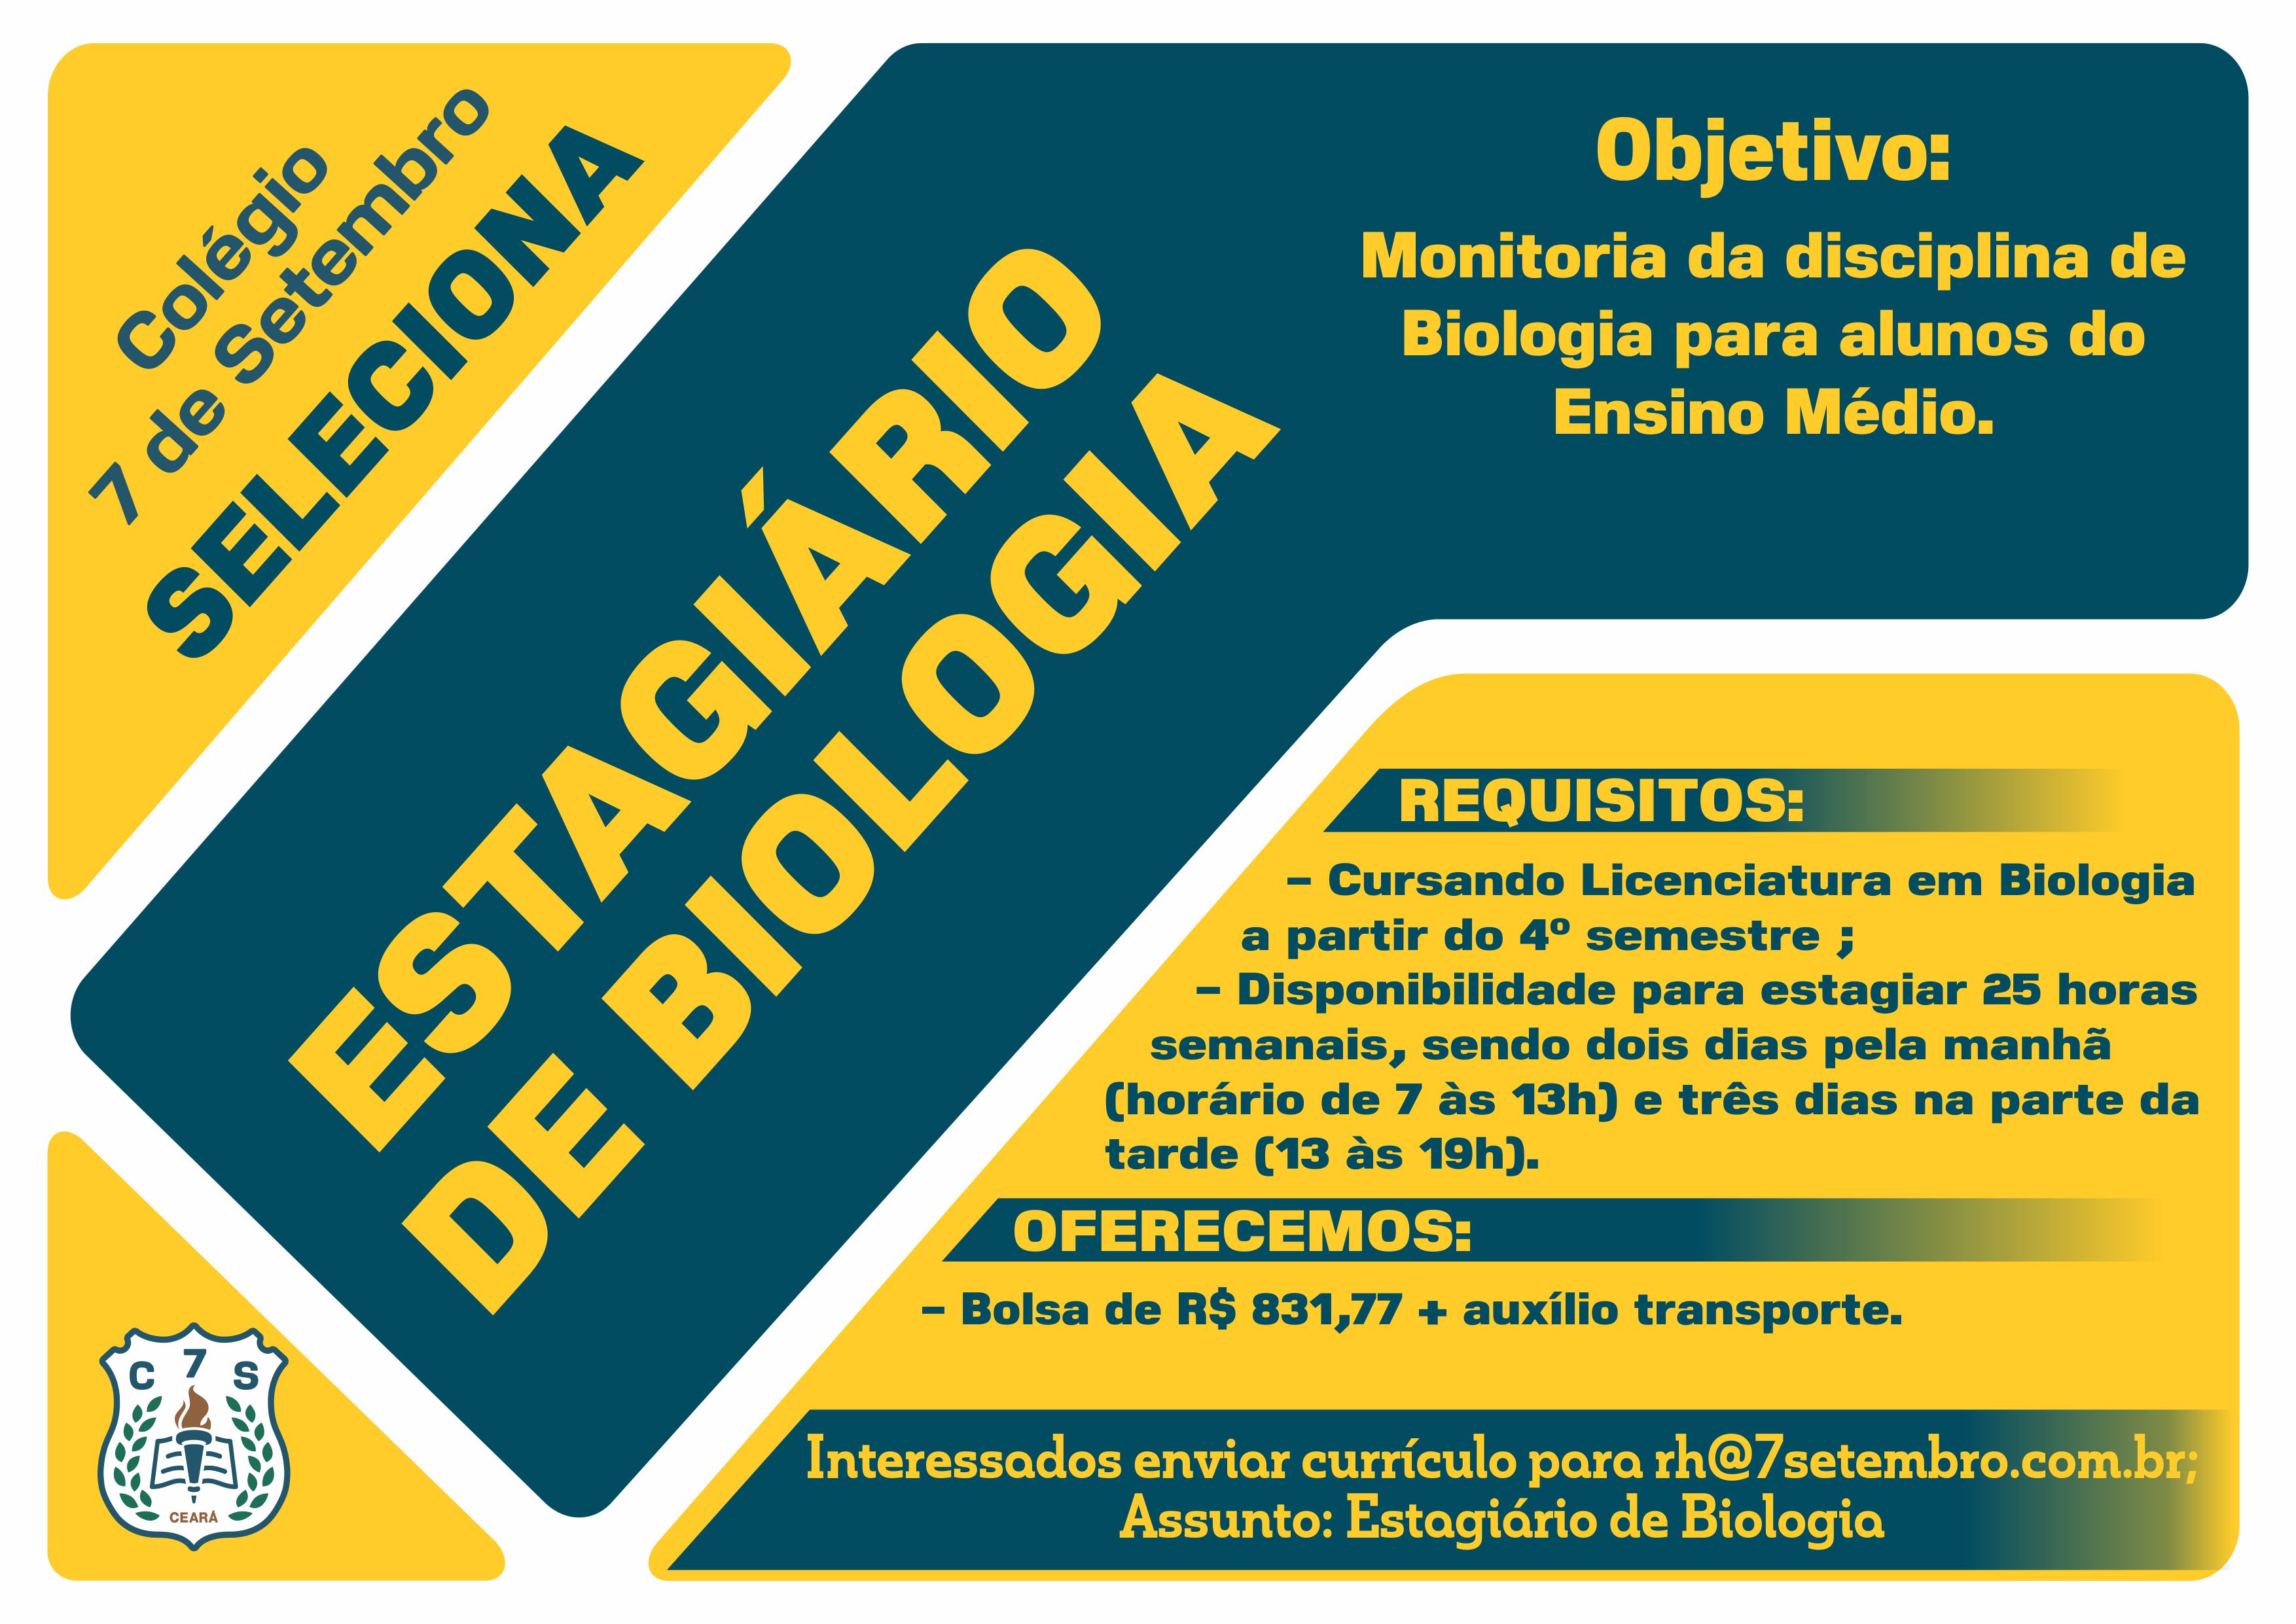 Colégio
7 de Setembro
SELECIONA
ESTAGIÁRIO
DE BIOLOGIA
Objetivo:
Monitoria da disciplina de
Biologia para alunos do
Ensino Médio.
REQUISITOS:
– Cursando Licenciatura em Biologia
a partir do 4º semestre ;
– Disponibilidade para estagiar 25 horas
semanais, sendo dois dias pela manhã
(horário de 7 às 13h) e três dias na parte da
tarde (13 às 19h).
OFERECEMOS:
– Bolsa de R$ 831,77 + auxílio transporte.
Interessados enviar currículo para rh@7setembro.com.br;
Assunto: Estagiário de Biologia
C 7 S
CEARÁ